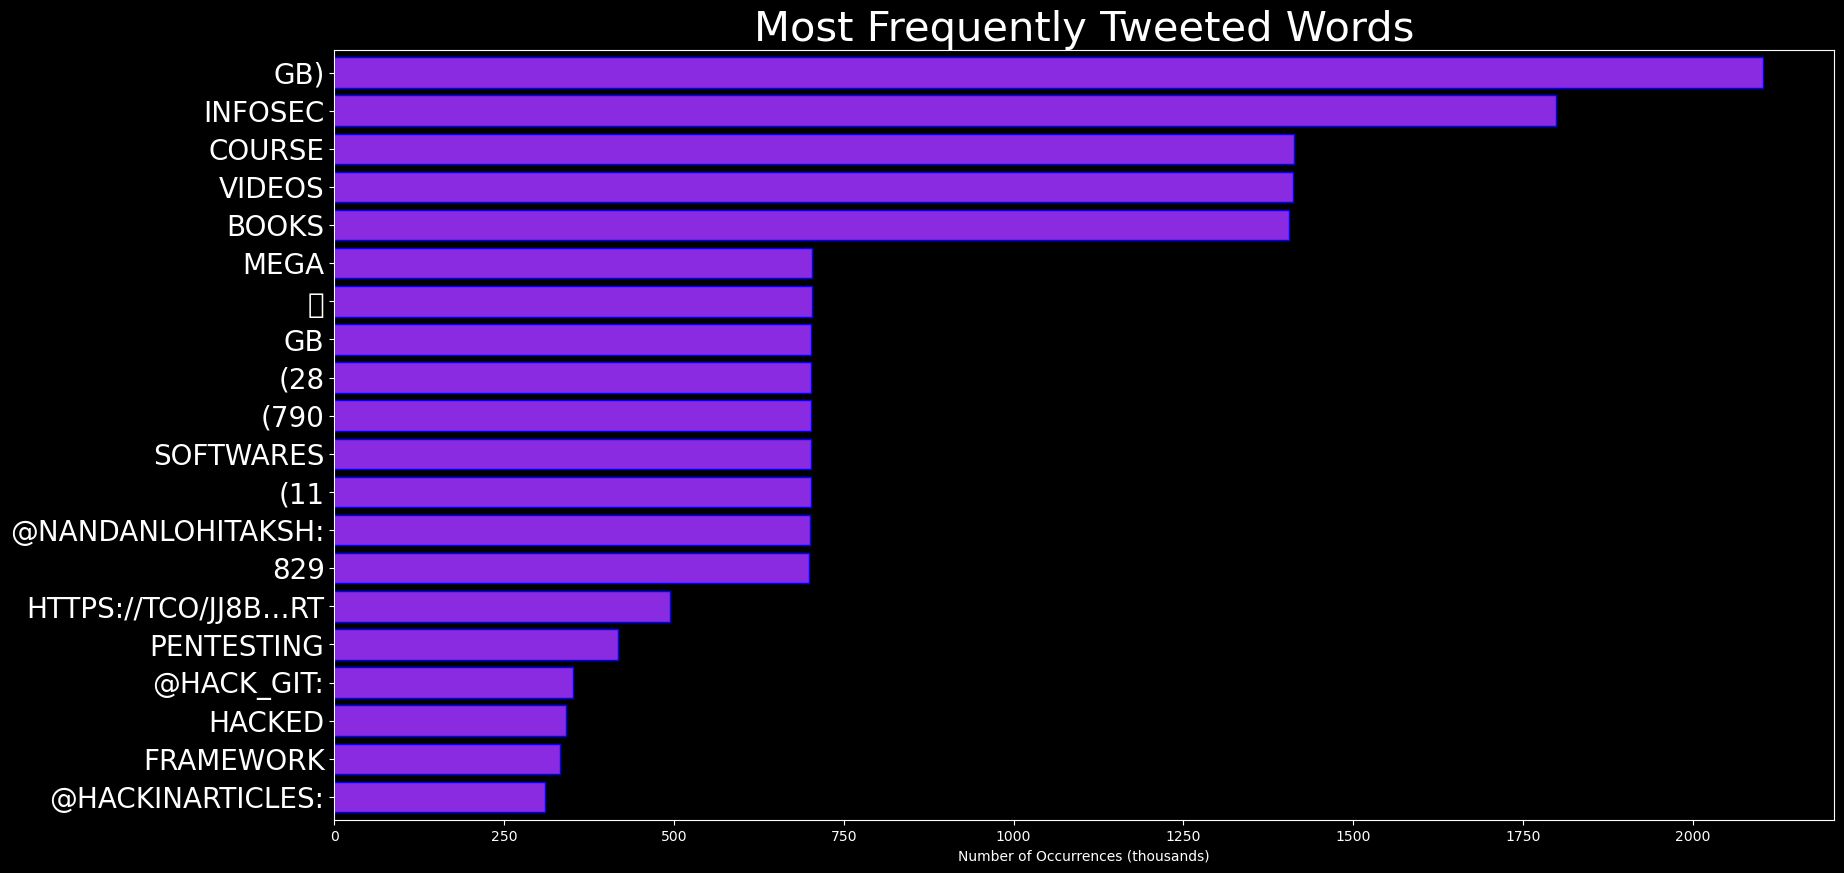 Most Frequently Tweeted Words
GB)
INFOSEC
COURSE
VIDEOS
BOOKS
MEGA
GB
(28
(790
SOFTWARES
(11
@NANDANLOHITAKSH:
829
HTTPS://TCO/JJ8B…RT
PENTESTING
@HACK_GIT:
HACKED
FRAMEWORK
@HACKINARTICLES:
0 250 500 750 1000 1250 1500 1750 2000
Number of Occurrences (thousands)